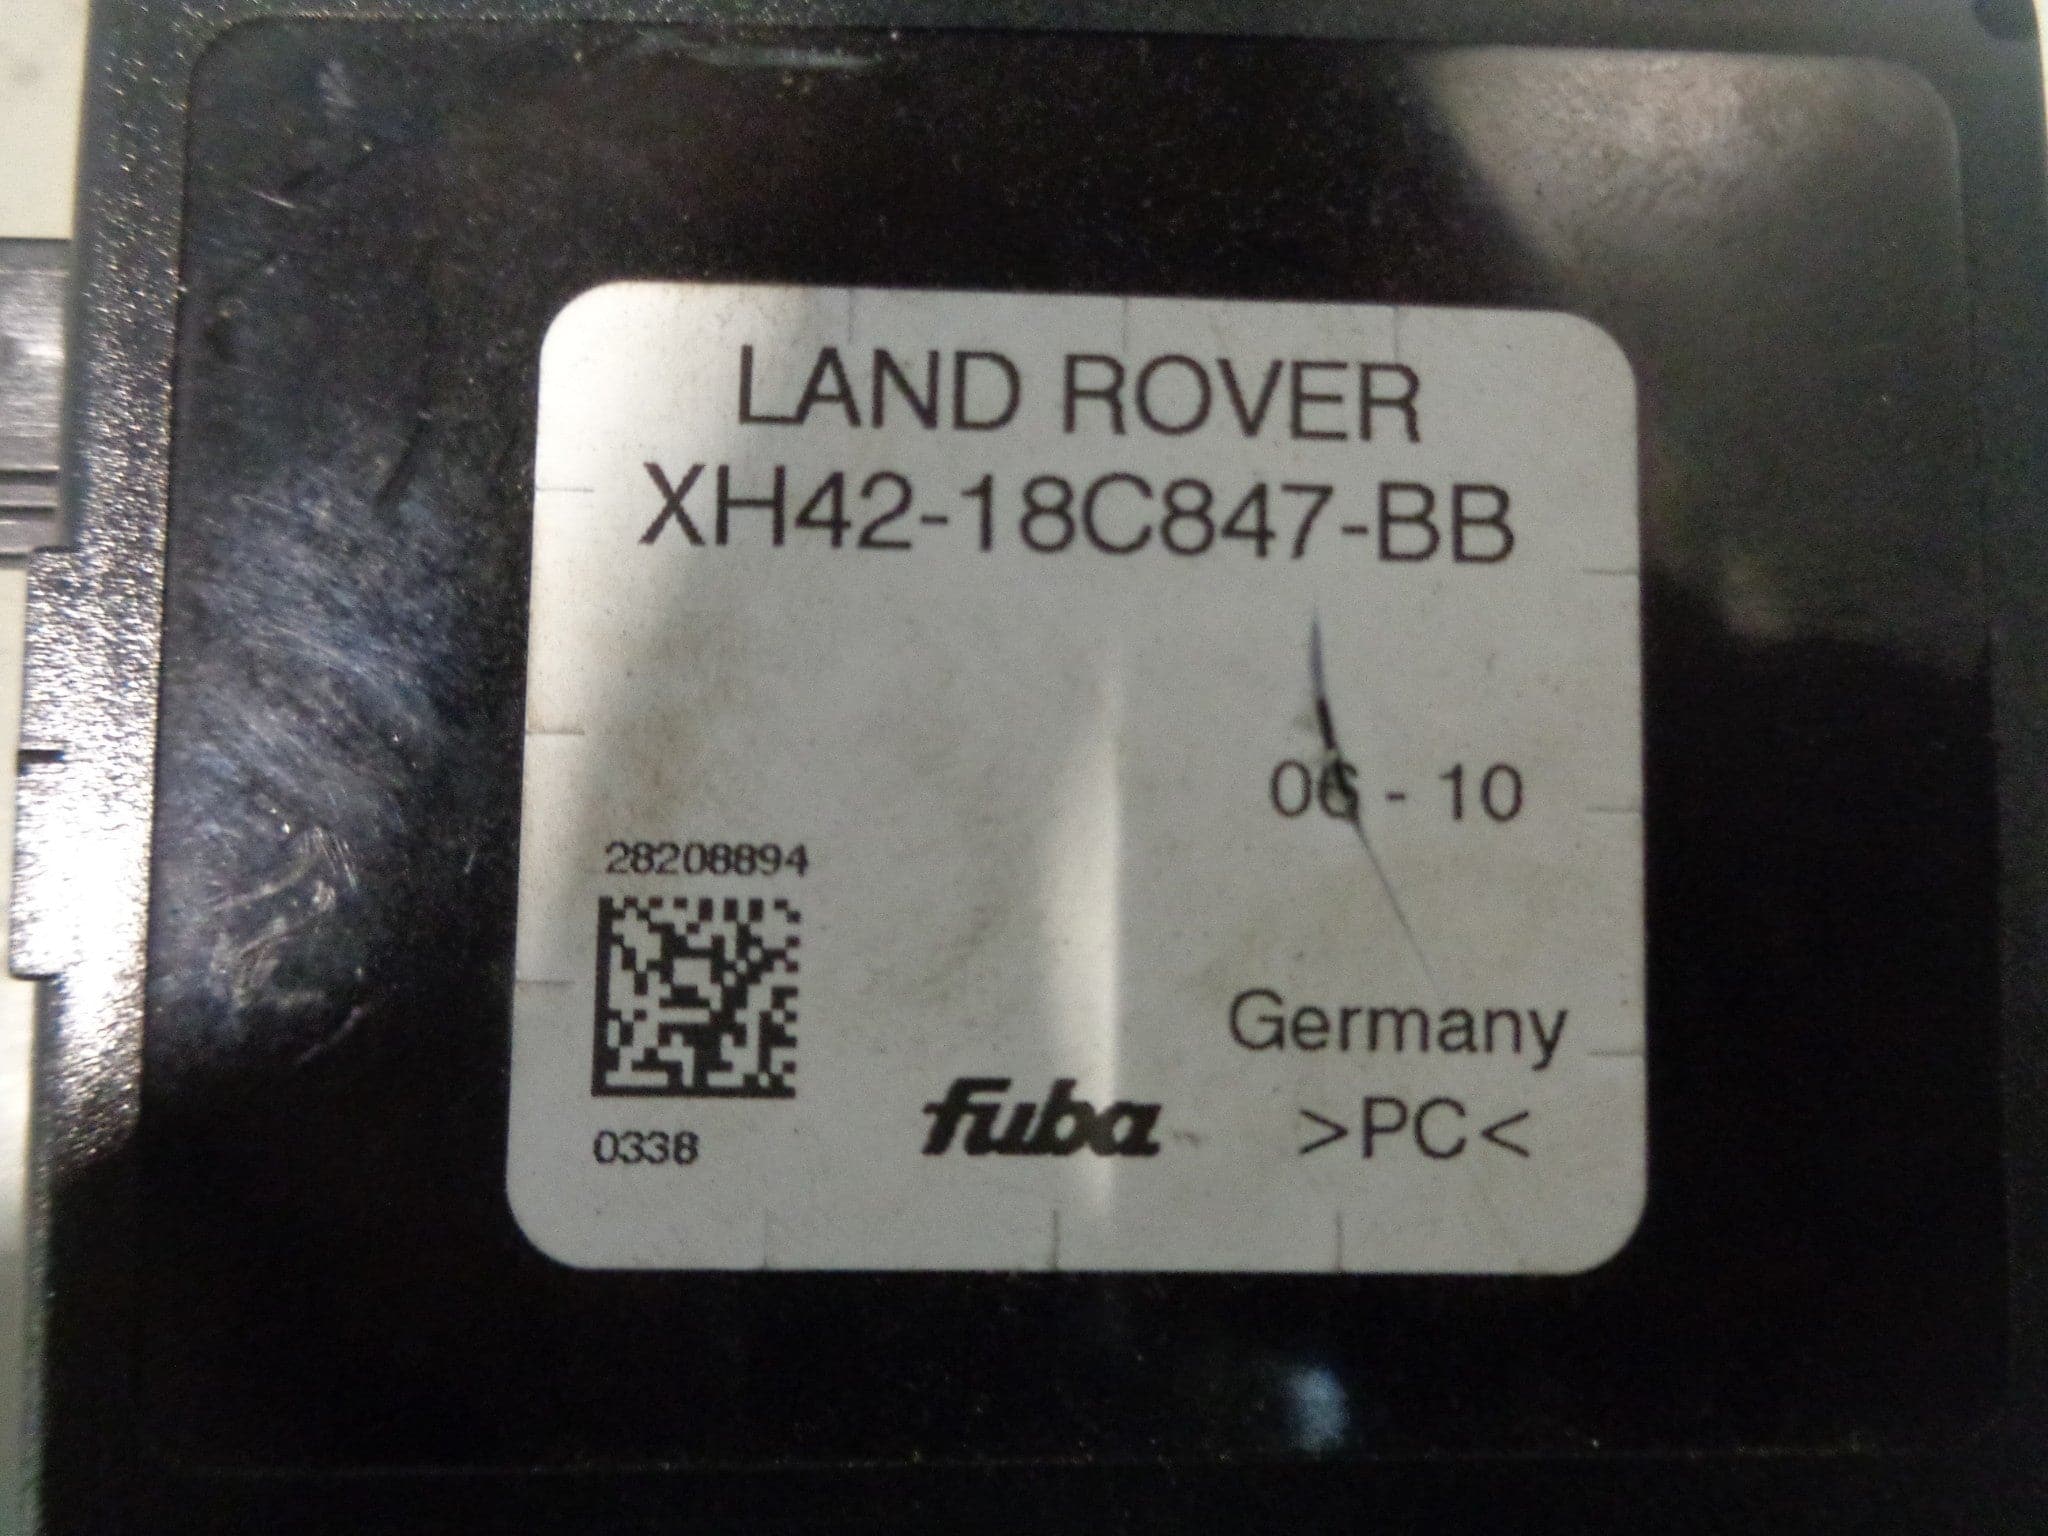 LAND ROVER
XH42-18C847-BB
06 - 10
28208894
Germany
0338
fuba
>PC<